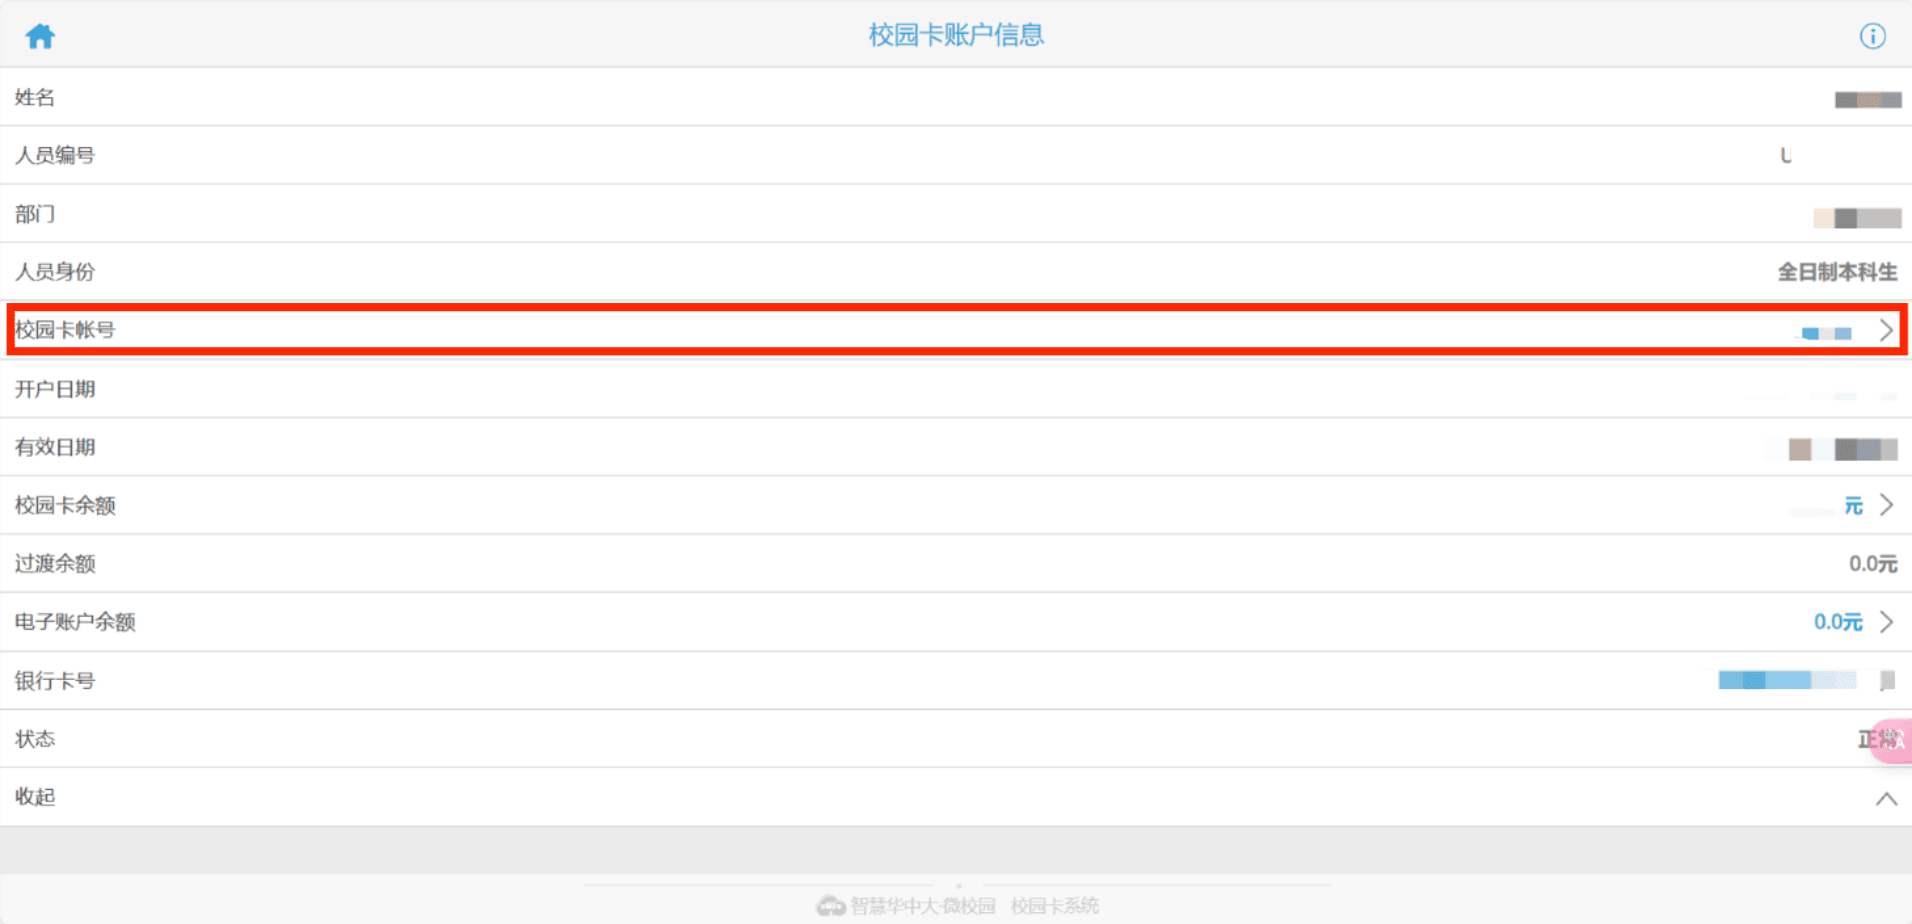 校园卡账户信息
姓名
人员编号 U
部门
人员身份 全日制本科生
校园卡帐号
开户日期
有效日期
校园卡余额 元
过渡余额 0.0元
电子账户余额 0.0元
银行卡号
状态 正常
收起
智慧华中大·微校园 校园卡系统